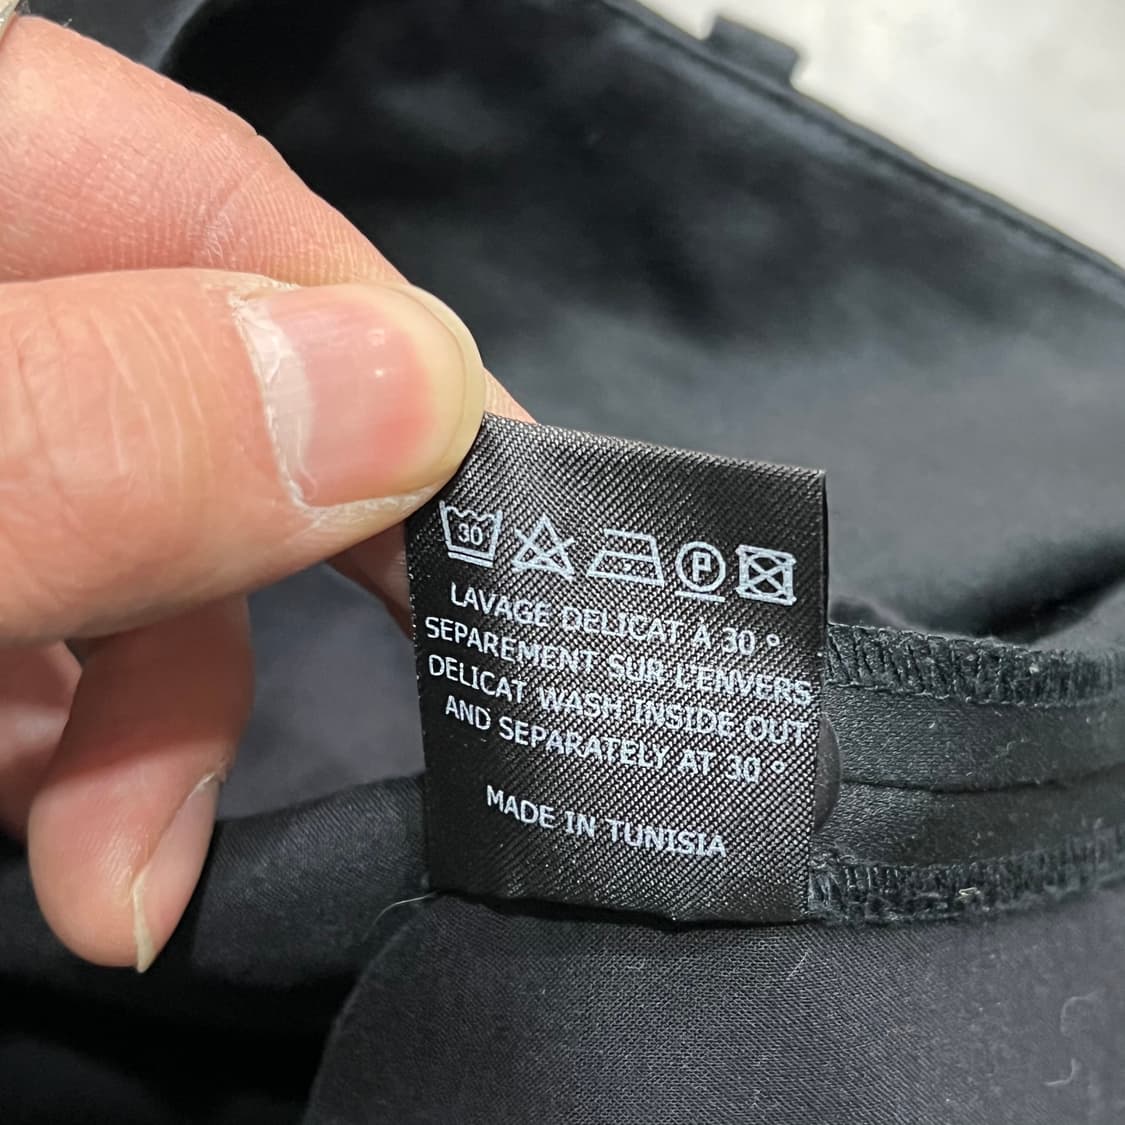 30 P
LAVAGE DELICAT A 30°
SEPAREMENT SUR L'ENVERS
DELICAT WASH INSIDE OUT
AND SEPARATELY AT 30°
MADE IN TUNISIA